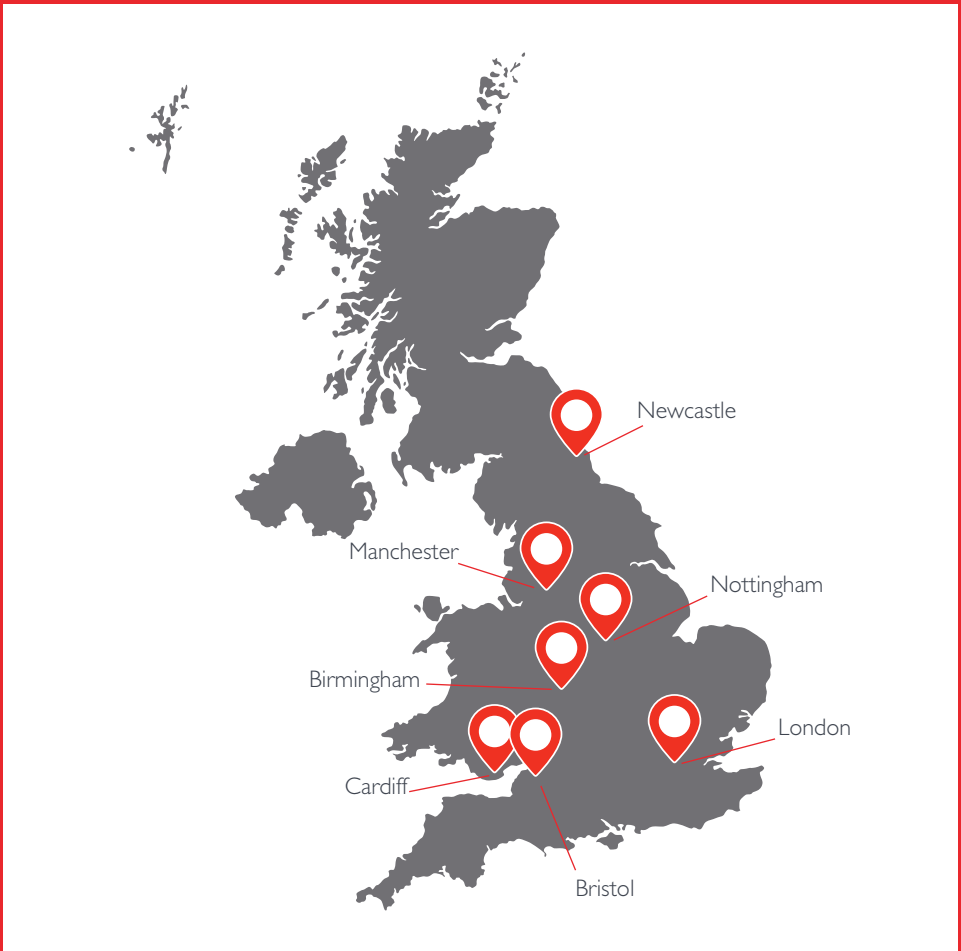 Newcastle
Manchester
Nottingham
Birmingham
London
Cardiff
Bristol